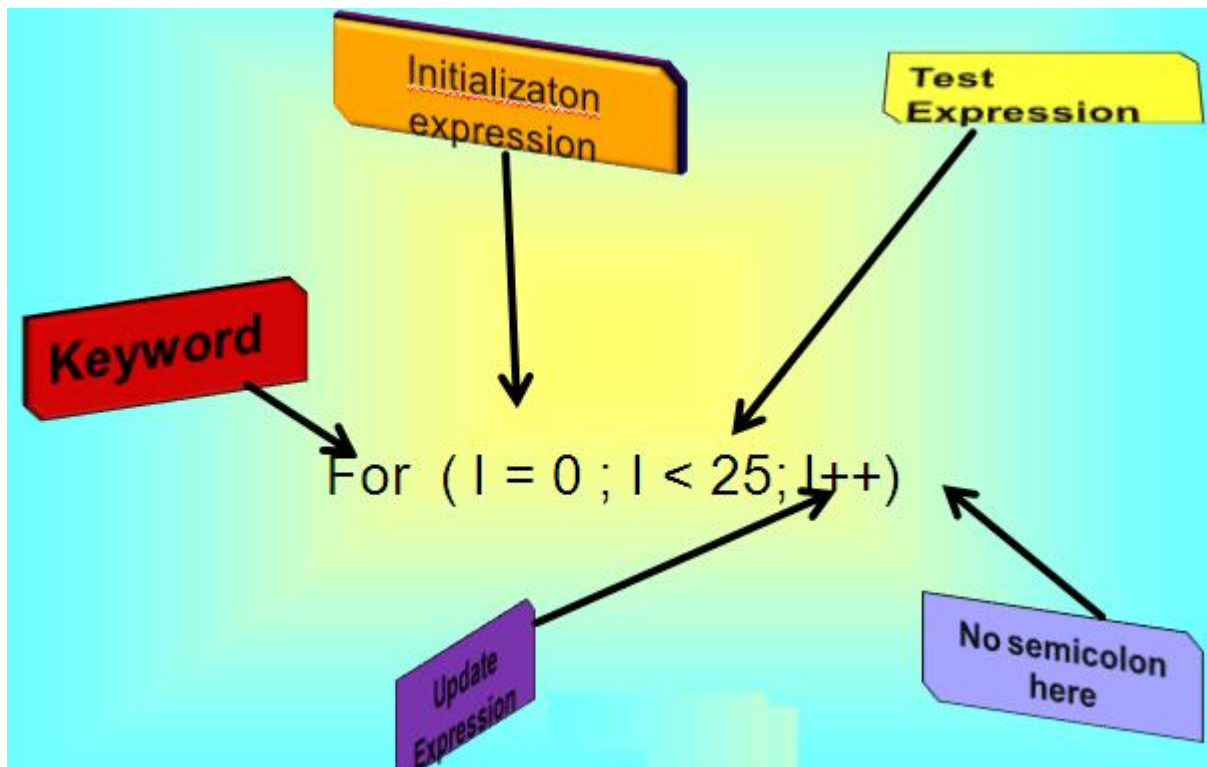 Initializaton
expression
Test
Expression
Keyword
For ( I = 0 ; I < 25; I++)
Update
Expression
No semicolon
here